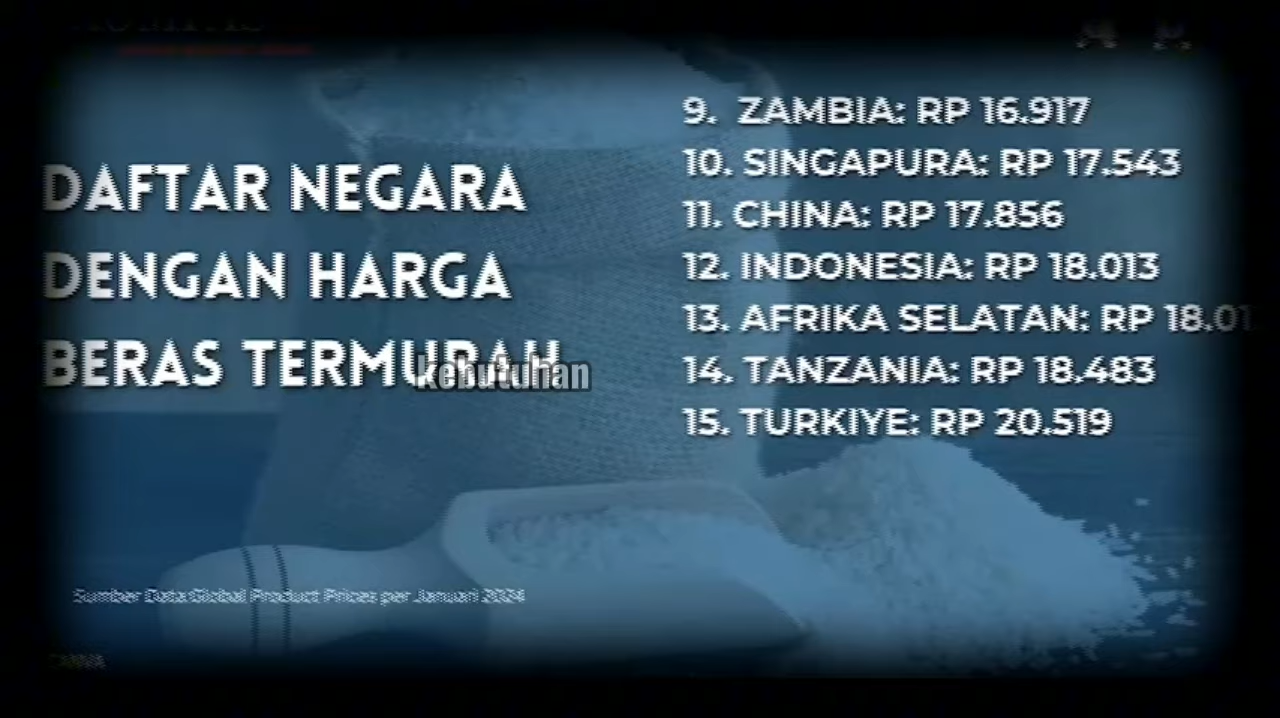 DAFTAR NEGARA
DENGAN HARGA
BERAS TERMURAH
kebutuhan
9. ZAMBIA: RP 16.917
10. SINGAPURA: RP 17.543
11. CHINA: RP 17.856
12. INDONESIA: RP 18.013
13. AFRIKA SELATAN: RP 18.01
14. TANZANIA: RP 18.483
15. TURKIYE: RP 20.519
Sumber Data:Global Product Prices per Januari 2024